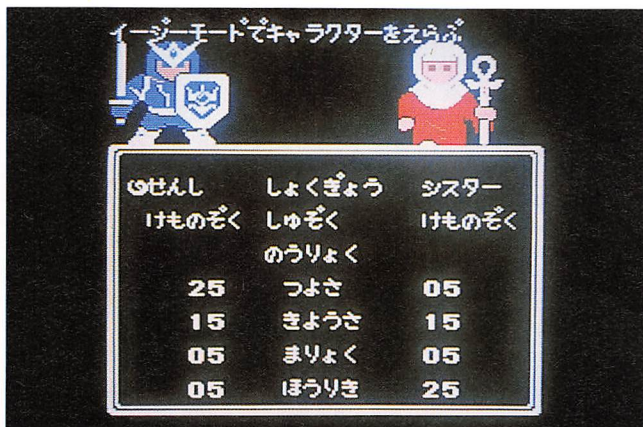 イージーモードでキャラクターをえらぶ
せんし しょくぎょう シスター
けものぞく しゅぞく けものぞく
のうりょく
25 つよさ 05
15 きようさ 15
05 まりょく 05
05 ほうりき 25